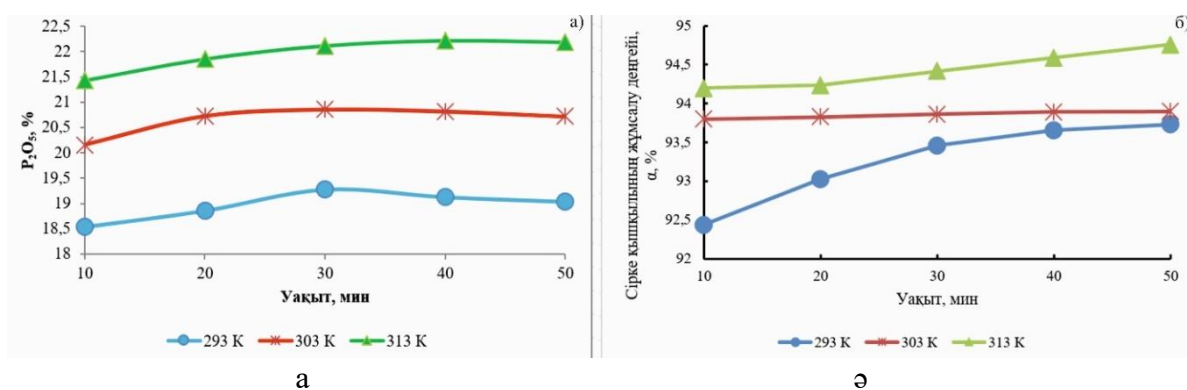 а)
22,5
22
21,5
21
20,5
20
19,5
19
18,5
18
P₂O₅, %
10 20 30 40 50
Уақыт, мин
293 K 303 K 313 K
а
б)
95
94,5
94
93,5
93
92,5
92
Сірке қышқылының жұмсалу деңгейі,
α, %
10 20 30 40 50
Уақыт, мин
293 K 303 K 313 K
ә